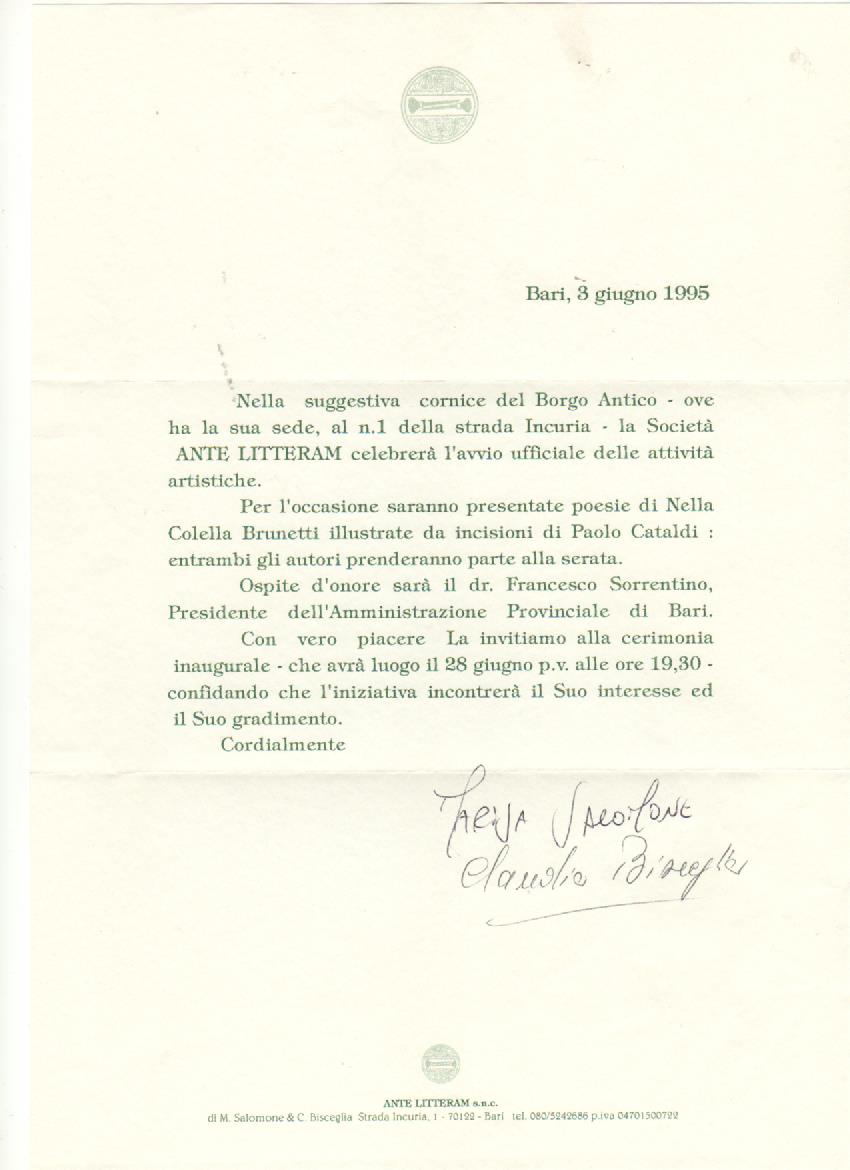 Bari, 3 giugno 1995
Nella suggestiva cornice del Borgo Antico - ove
ha la sua sede, al n.1 della strada Incuria - la Società
ANTE LITTERAM celebrerà l'avvio ufficiale delle attività
artistiche.
Per l'occasione saranno presentate poesie di Nella
Colella Brunetti illustrate da incisioni di Paolo Cataldi :
entrambi gli autori prenderanno parte alla serata.
Ospite d'onore sarà il dr. Francesco Sorrentino,
Presidente dell'Amministrazione Provinciale di Bari.
Con vero piacere La invitiamo alla cerimonia
inaugurale - che avrà luogo il 28 giugno p.v. alle ore 19,30 -
confidando che l'iniziativa incontrerà il Suo interesse ed
il Suo gradimento.
Cordialmente
Salomone
Claudia Bisceglia
ANTE LITTERAM s.n.c.
di M. Salomone & C. Bisceglia Strada Incuria, 1 - 70122 - Bari tel. 080/5242686 p.iva 04701500722